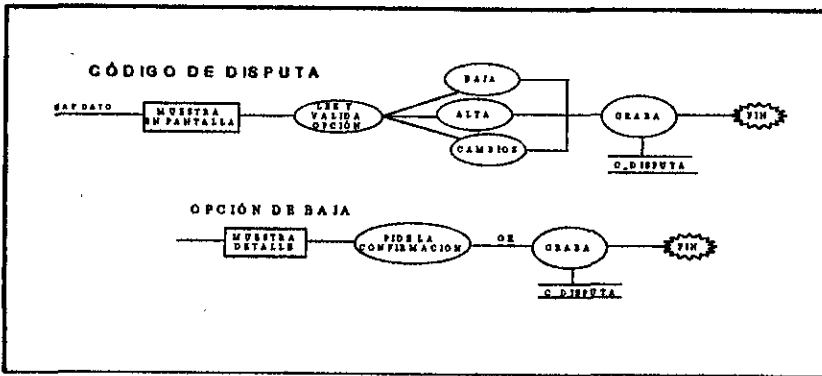 CÓDIGO DE DISPUTA
MUESTRA
EN PANTALLA
LEE Y
VALIDA
OPCIÓN
BAJA
ALTA
CAMBIOS
GRABA
C_DISPUTA
FIN
OPCIÓN DE BAJA
MUESTRA
DETALLE
PIDE LA
CONFIRMACION
OK
GRABA
C_DISPUTA
FIN